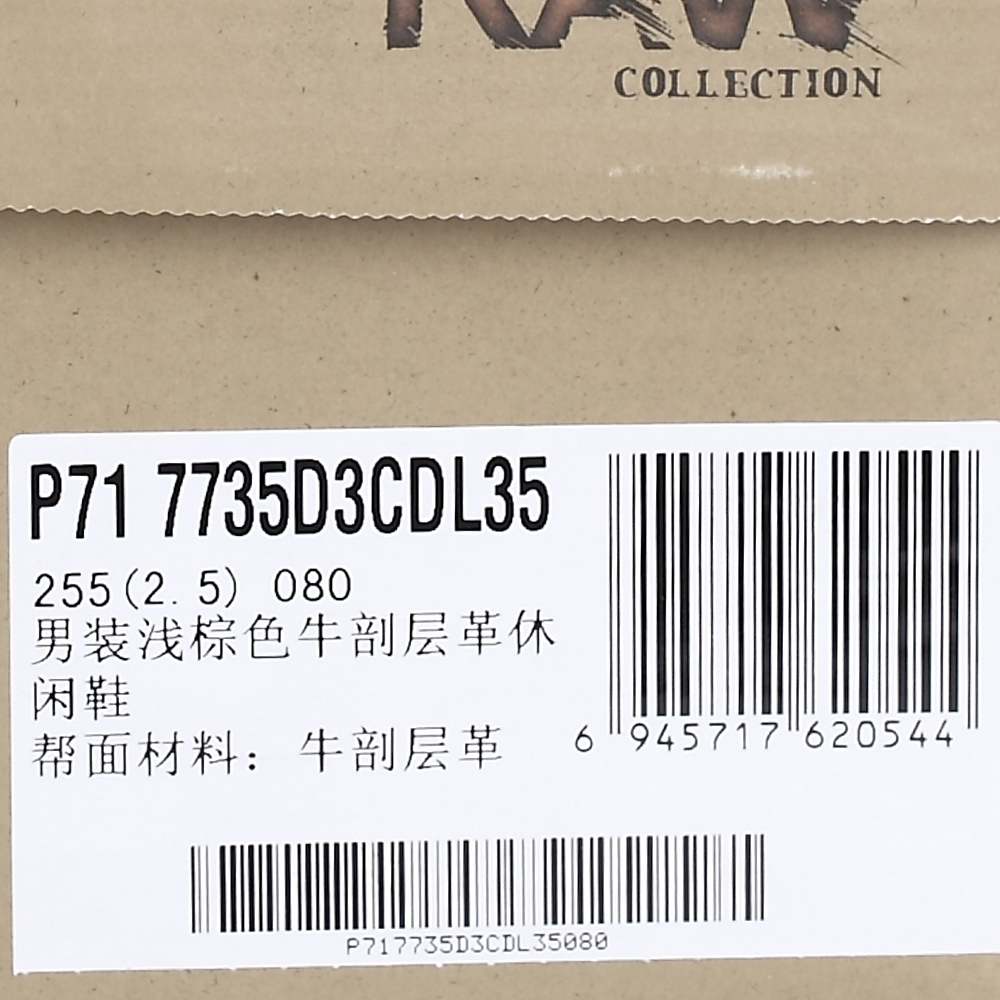 RAW
COLLECTION
P71 7735D3CDL35
255(2.5) 080
男装浅棕色牛剖层革休
闲鞋
帮面材料：牛剖层革
6 945717 620544
P717735D3CDL35080